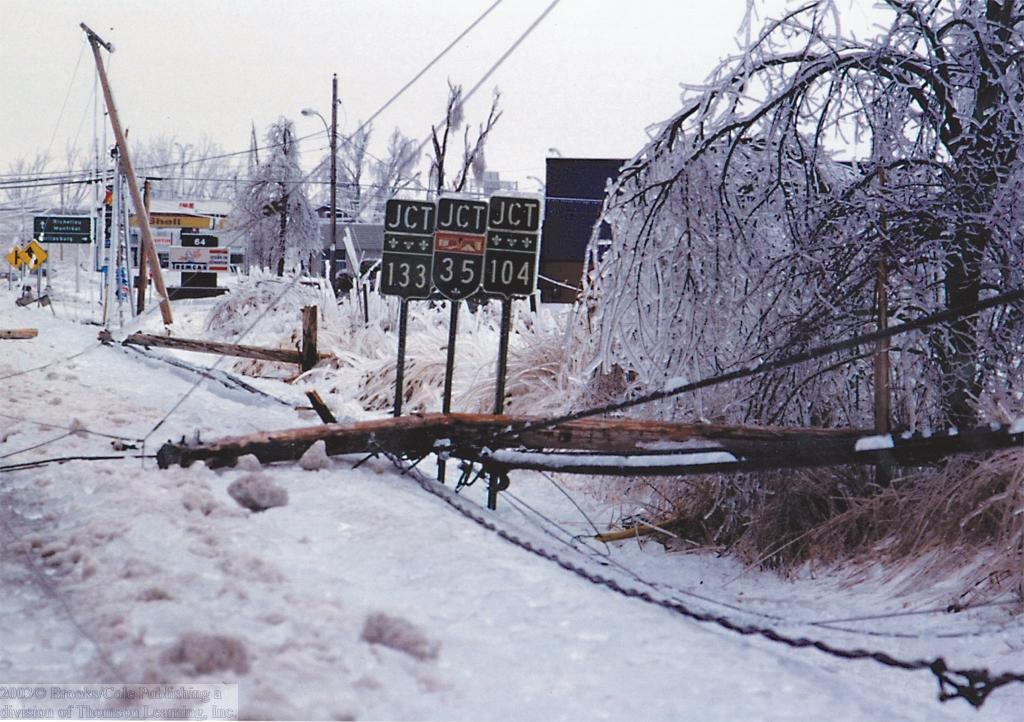 JCT
133
JCT
35
JCT
104
Richelieu
Montréal
Shell
64
2002© Brooks/Cole Publishing a
division of Thomson Learning, Inc.